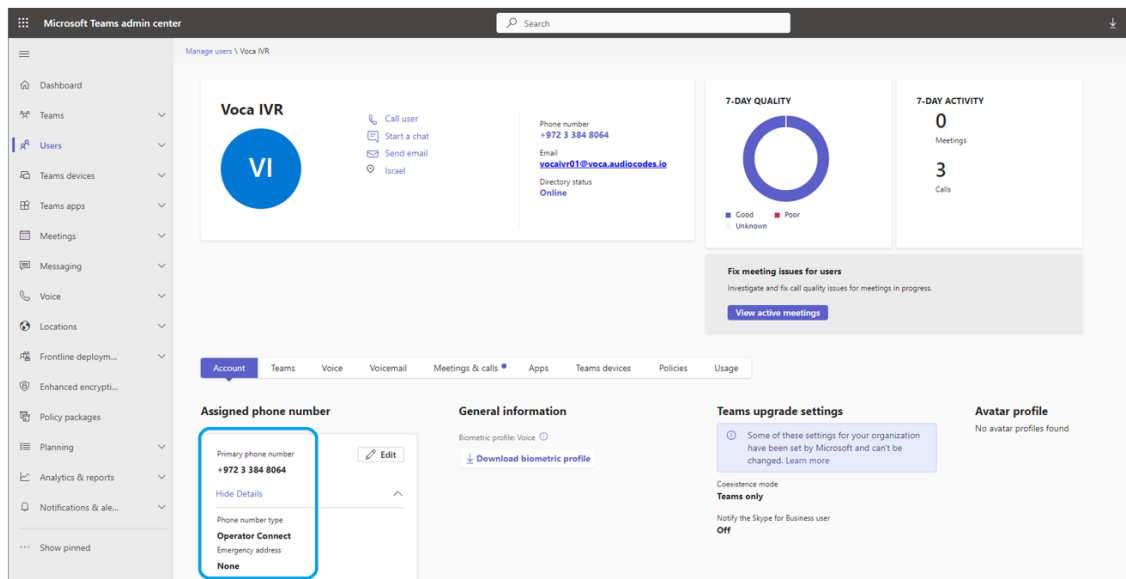 Microsoft Teams admin center
Search
Manage users \ Voca IVR
Dashboard
Teams
Users
Teams devices
Teams apps
Meetings
Messaging
Voice
Locations
Frontline deploym...
Enhanced encrypti...
Policy packages
Planning
Analytics & reports
Notifications & ale...
Show pinned
Voca IVR
VI
Call user
Start a chat
Send email
Israel
Phone number
+972 3 384 8064
Email
vocaivr01@voca.audiocodes.io
Directory status
Online
7-DAY QUALITY
Good
Poor
Unknown
7-DAY ACTIVITY
0
Meetings
3
Calls
Fix meeting issues for users
Investigate and fix call quality issues for meetings in progress.
View active meetings
Account
Teams
Voice
Voicemail
Meetings & calls
Apps
Teams devices
Policies
Usage
Assigned phone number
Primary phone number
+972 3 384 8064
Edit
Hide Details
Phone number type
Operator Connect
Emergency address
None
General information
Biometric profile: Voice
Download biometric profile
Teams upgrade settings
Some of these settings for your organization
have been set by Microsoft and can't be
changed. Learn more
Coexistence mode
Teams only
Notify the Skype for Business user
Off
Avatar profile
No avatar profiles found